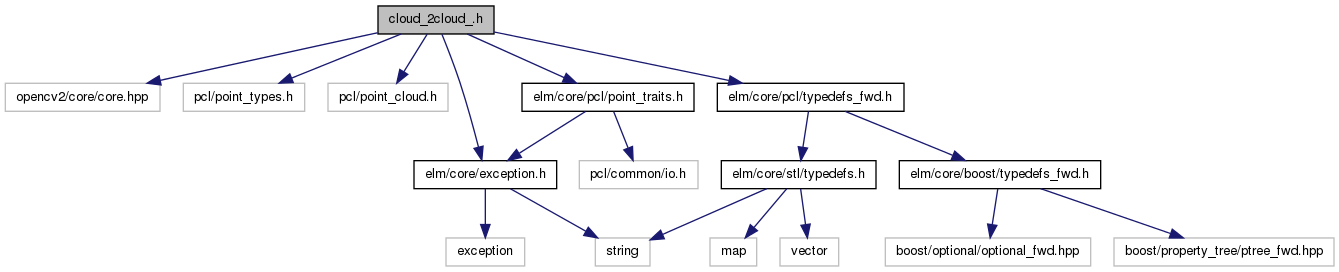 cloud_2cloud_.h
opencv2/core/core.hpp
pcl/point_types.h
pcl/point_cloud.h
elm/core/pcl/point_traits.h
elm/core/pcl/typedefs_fwd.h
elm/core/exception.h
pcl/common/io.h
elm/core/stl/typedefs.h
elm/core/boost/typedefs_fwd.h
exception
string
map
vector
boost/optional/optional_fwd.hpp
boost/property_tree/ptree_fwd.hpp